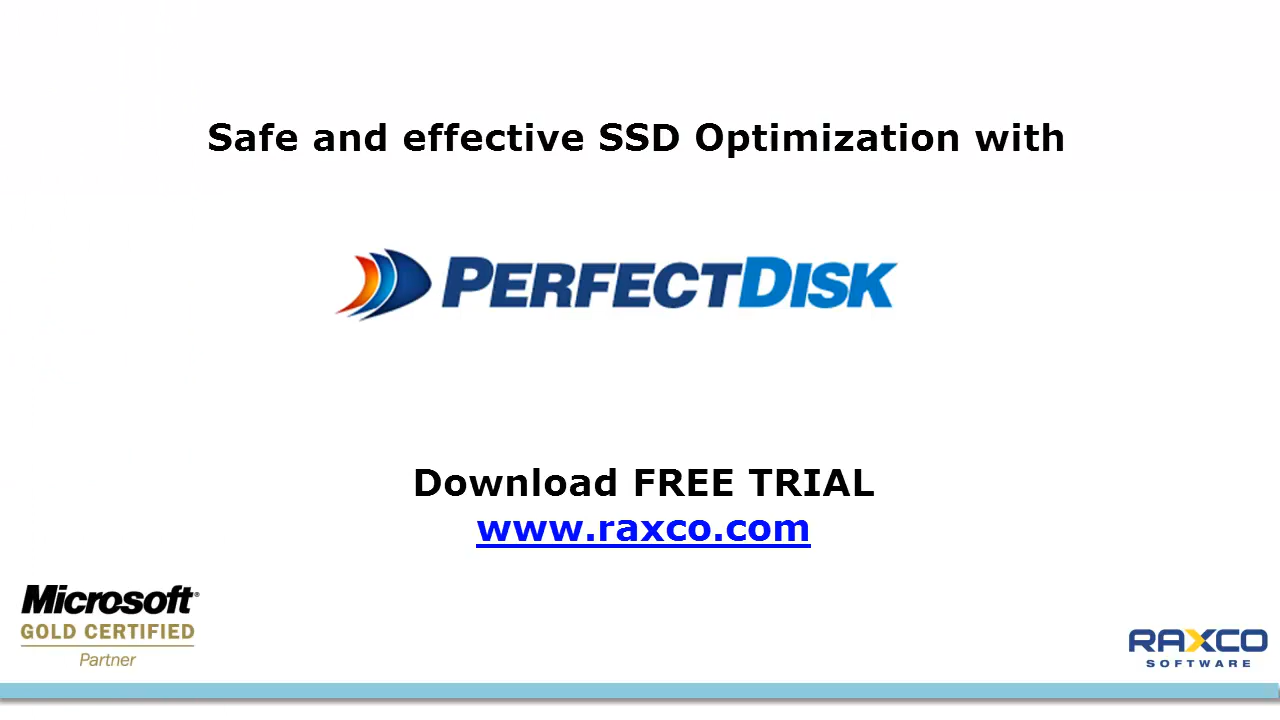 Safe and effective SSD Optimization with
PERFECTDISK
Download FREE TRIAL
www.raxco.com
Microsoft®
GOLD CERTIFIED
Partner
RAXCO
SOFTWARE